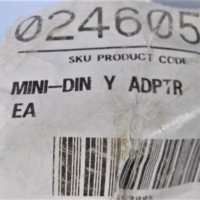 024605
SKU PRODUCT CODE
MINI-DIN Y ADPTR
EA